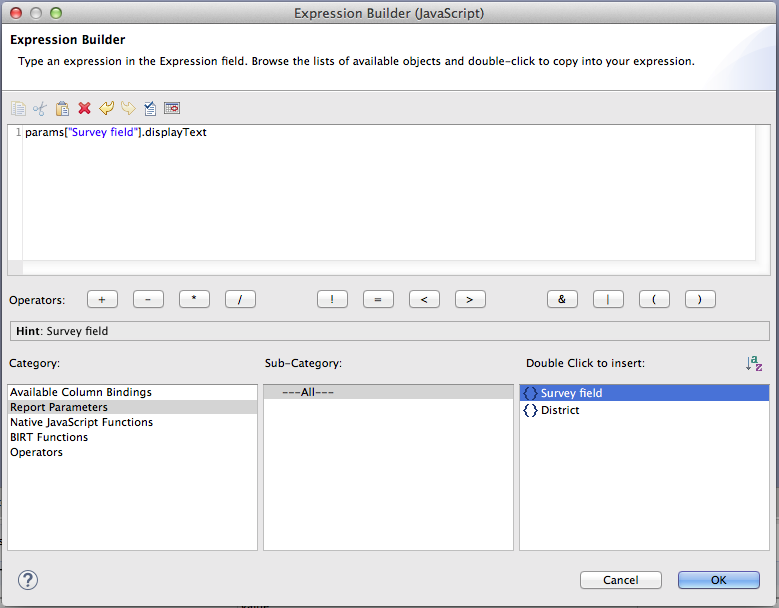 Expression Builder (JavaScript)
Expression Builder
Type an expression in the Expression field. Browse the lists of available objects and double-click to copy into your expression.
1 params["Survey field"].displayText
Operators: + - * / ! = < > & | ( )
Hint: Survey field
Category: Sub-Category: Double Click to insert:
Available Column Bindings ---All--- {} Survey field
Report Parameters {} District
Native JavaScript Functions
BIRT Functions
Operators
? Cancel OK